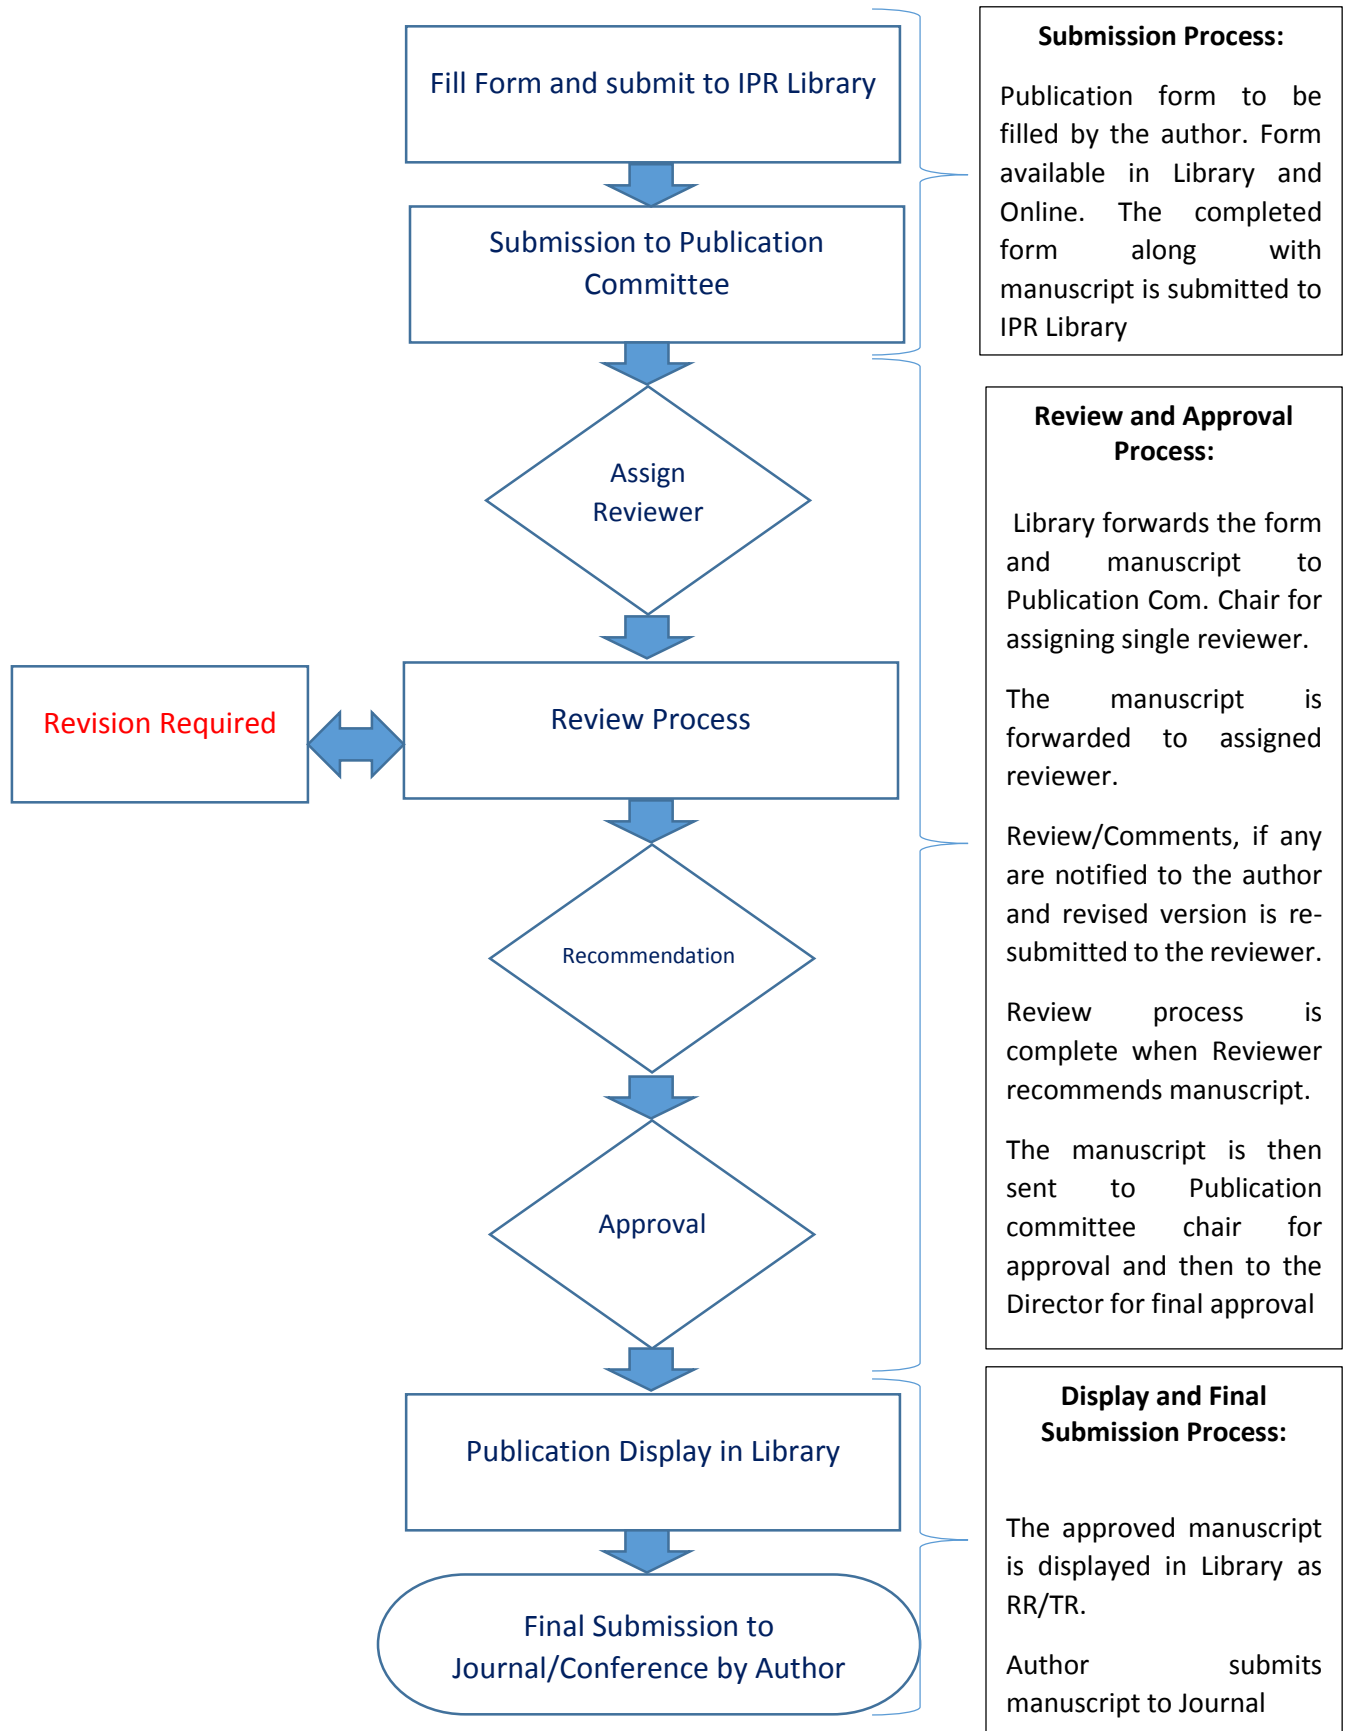 Fill Form and submit to IPR Library
Submission to Publication
Committee
Assign
Reviewer
Revision Required
Review Process
Recommendation
Approval
Publication Display in Library
Final Submission to
Journal/Conference by Author
Submission Process:
Publication form to be
filled by the author. Form
available in Library and
Online. The completed
form along with
manuscript is submitted to
IPR Library
Review and Approval
Process:
Library forwards the form
and manuscript to
Publication Com. Chair for
assigning single reviewer.
The manuscript is
forwarded to assigned
reviewer.
Review/Comments, if any
are notified to the author
and revised version is re-
submitted to the reviewer.
Review process is
complete when Reviewer
recommends manuscript.
The manuscript is then
sent to Publication
committee chair for
approval and then to the
Director for final approval
Display and Final
Submission Process:
The approved manuscript
is displayed in Library as
RR/TR.
Author submits
manuscript to Journal